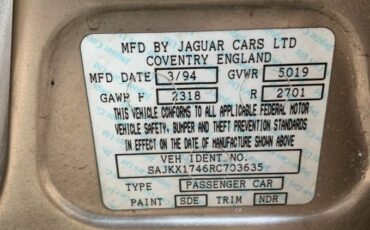 MFD BY JAGUAR CARS LTD
COVENTRY ENGLAND
MFD DATE 3/94 GVWR 5019
GAWR F 2318 R 2701
THIS VEHICLE CONFORMS TO ALL APPLICABLE FEDERAL MOTOR
VEHICLE SAFETY, BUMPER AND THEFT PREVENTION STANDARDS
IN EFFECT ON THE DATE OF MANUFACTURE SHOWN ABOVE
VEH IDENT NO.
SAJKX1746RC703635
TYPE PASSENGER CAR
PAINT SDE TRIM NDR